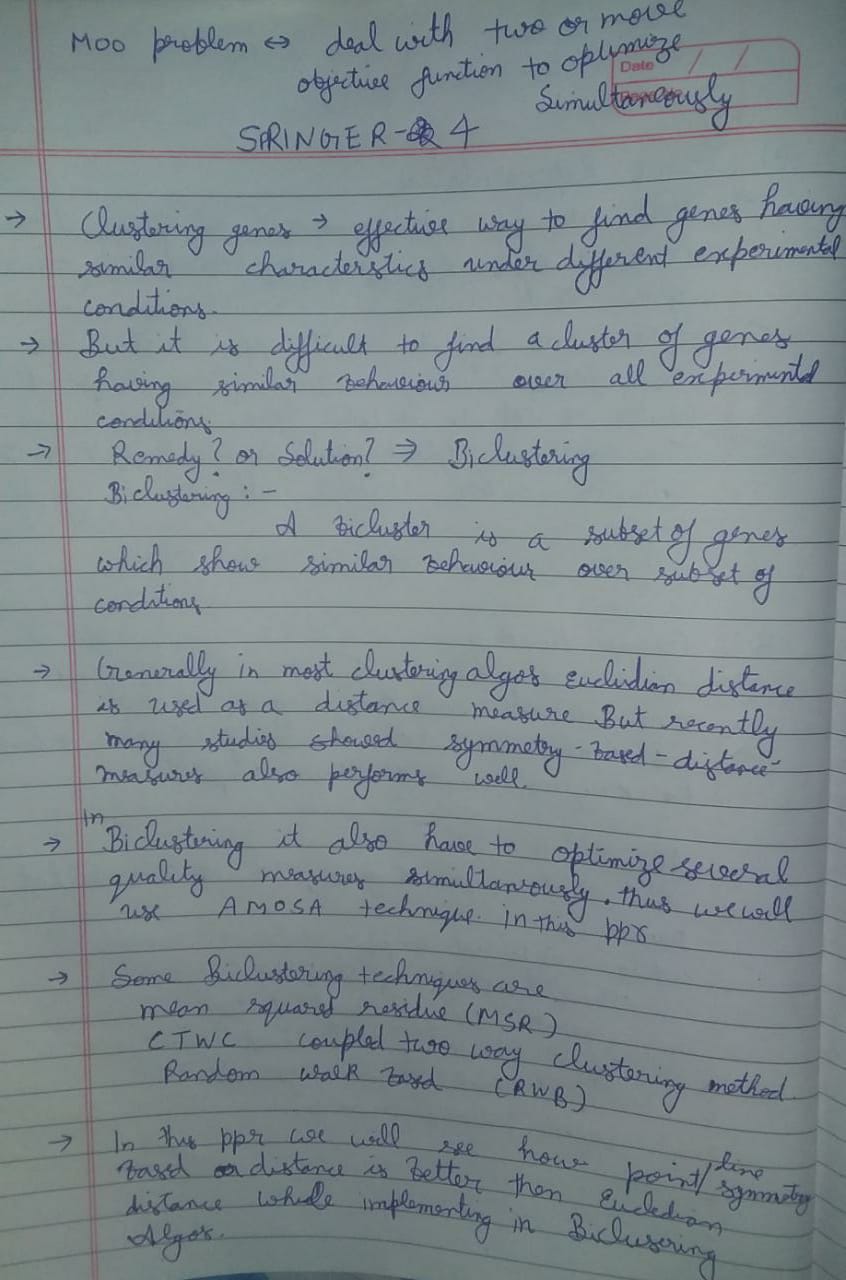 MOO problem ↔ deal with two or more
objective function to optimize
Date / /
Simultaneously
SPRINGER - 4
→ Clustering genes → effective way to find genes having
similar characterstics under different experimental
conditions.
→ But it is difficult to find a cluster of genes
having similar behaviour over all expermintal
conditions.
→ Remedy? or Solution? ⇒ Biclustering
Biclustering :-
A bicluster is a subset of genes
which show similar behaviour over subset of
conditions
→ Generally in most clustering algos Euclidian distance
is used as a distance measure But recently
many studies showed symmetry-based-distance-
measures also performs well.
→ In Biclustering it also have to optimize several
quality measures simultanously, thus we will
use AMOSA technique. in this ppr
→ Some Biclustering techniques are
mean squared residue (MSR)
CTWC coupled two way clustering method
Random walk based (RWB)
→ In this ppr we will see how point/line symmetry
based distance is better then Eucledian
distance while implementing in Biclusering
Algos.